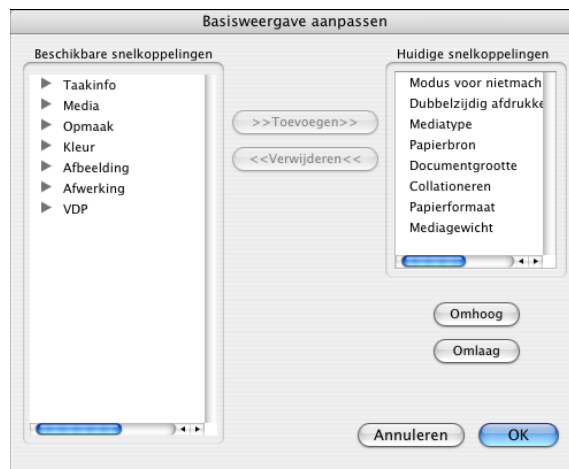 Basisweergave aanpassen
Beschikbare snelkoppelingen
Taakinfo
Media
Opmaak
Kleur
Afbeelding
Afwerking
VDP
>>Toevoegen>>
<<Verwijderen<<
Huidige snelkoppelingen
Modus voor nietmach
Dubbelzijdig afdrukke
Mediatype
Papierbron
Documentgrootte
Collationeren
Papierformaat
Mediagewicht
Omhoog
Omlaag
Annuleren
OK